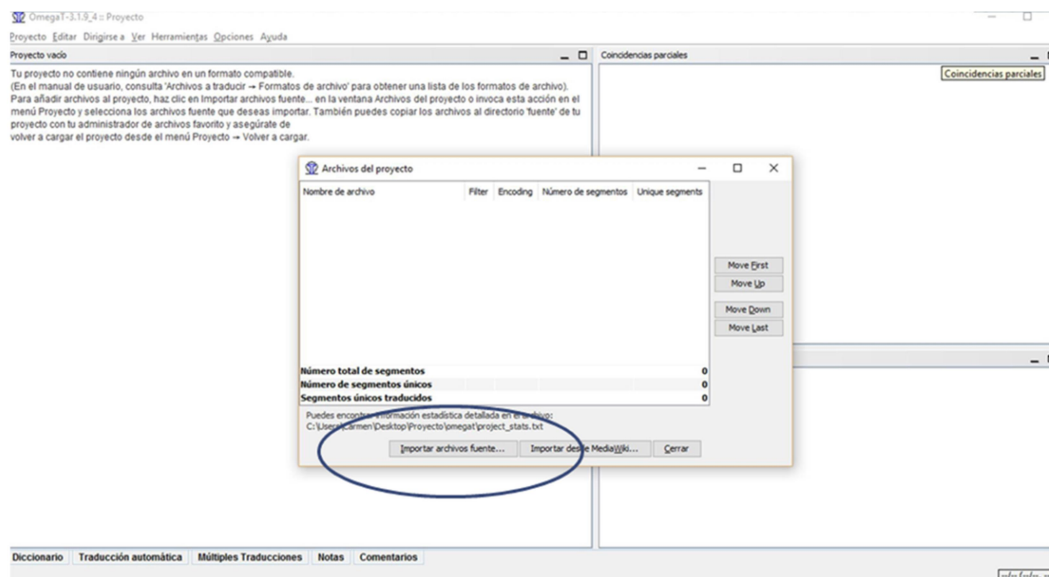 OmegaT-3.1.9_4 :: Proyecto
Proyecto Editar Dirigirse a Ver Herramientas Opciones Ayuda
Proyecto vacío
Tu proyecto no contiene ningún archivo en un formato compatible.
(En el manual de usuario, consulta 'Archivos a traducir → Formatos de archivo' para obtener una lista de los formatos de archivo).
Para añadir archivos al proyecto, haz clic en Importar archivos fuente... en la ventana Archivos del proyecto o invoca esta acción en el
menú Proyecto y selecciona los archivos fuente que deseas importar. También puedes copiar los archivos al directorio 'fuente' de tu
proyecto con tu administrador de archivos favorito y asegúrate de
volver a cargar el proyecto desde el menú Proyecto → Volver a cargar.
Coincidencias parciales
Coincidencias parciales
Archivos del proyecto
Nombre de archivo Filter Encoding Número de segmentos Unique segments
Move First
Move Up
Move Down
Move Last
Número total de segmentos 0
Número de segmentos únicos 0
Segmentos únicos traducidos 0
Puedes encontrar información estadística detallada en el archivo:
C:\Users\Carmen\Desktop\Proyecto\omegat\project_stats.txt
Importar archivos fuente... Importar desde MediaWiki... Cerrar
Diccionario Traducción automática Múltiples Traducciones Notas Comentarios